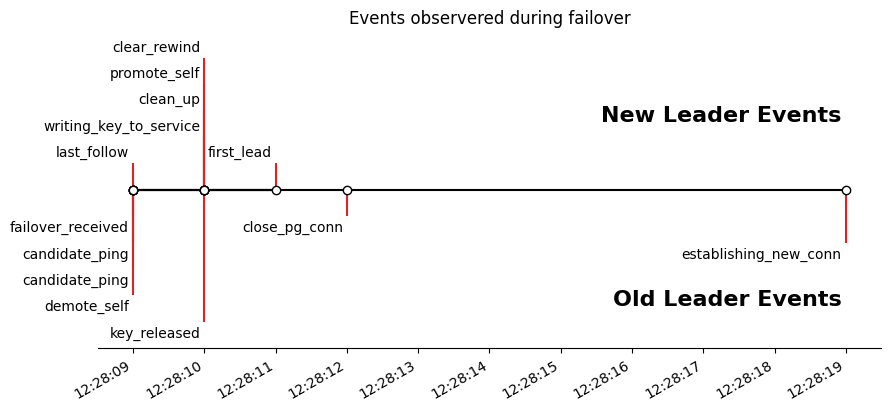 Events observered during failover
clear_rewind
promote_self
clean_up
New Leader Events
writing_key_to_service
last_follow
first_lead
failover_received
close_pg_conn
candidate_ping
establishing_new_conn
candidate_ping
Old Leader Events
demote_self
key_released
12:28:09
12:28:10
12:28:11
12:28:12
12:28:13
12:28:14
12:28:15
12:28:16
12:28:17
12:28:18
12:28:19